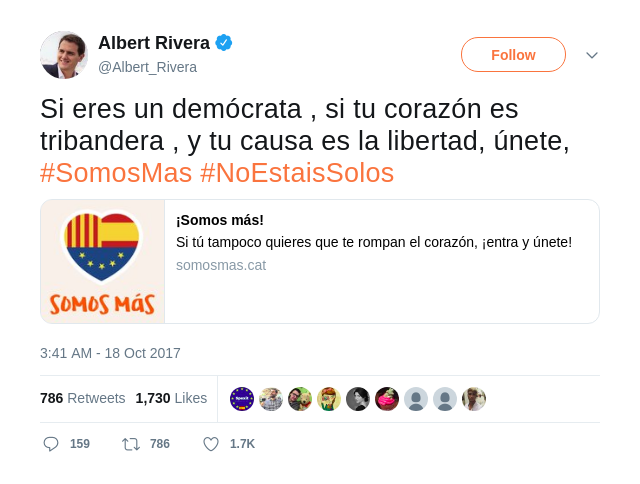 Albert Rivera
@Albert_Rivera
Follow
Si eres un demócrata , si tu corazón es
tribandera , y tu causa es la libertad, únete,
#SomosMas #NoEstaisSolos
SOMOS MáS
¡Somos más!
Si tú tampoco quieres que te rompan el corazón, ¡entra y únete!
somosmas.cat
3:41 AM - 18 Oct 2017
786 Retweets 1,730 Likes
159 786 1.7K